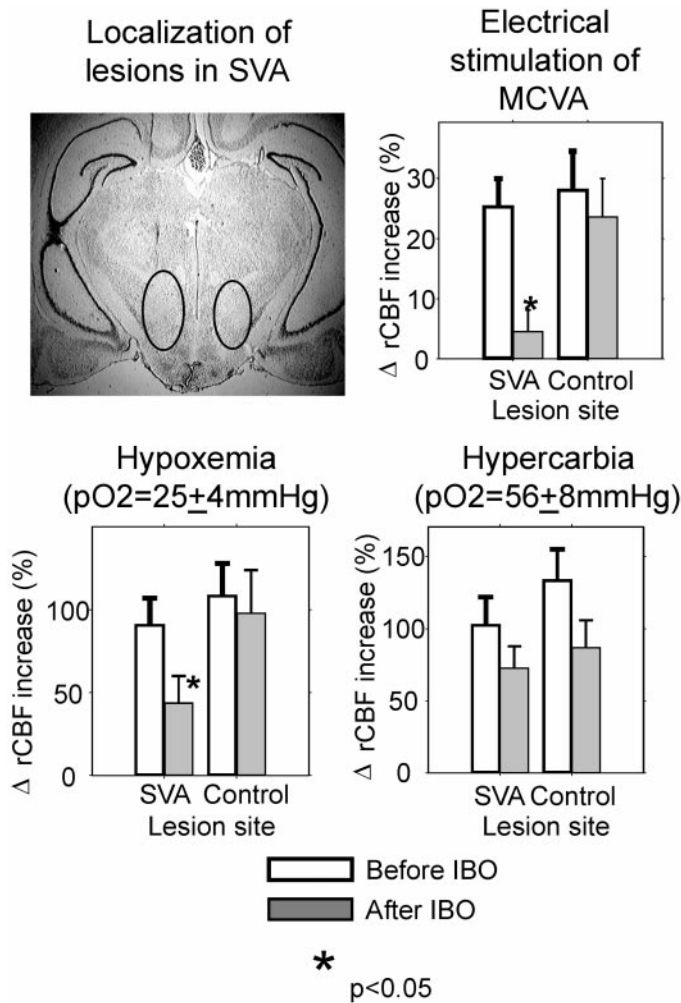 Localization of
lesions in SVA
Electrical
stimulation of
MCVA
Δ rCBF increase (%)
30
20
10
0
*
SVA Control
Lesion site
Hypoxemia
(pO2=25±4mmHg)
Δ rCBF increase (%)
100
50
0
*
SVA Control
Lesion site
Hypercarbia
(pO2=56±8mmHg)
Δ rCBF increase (%)
150
100
50
0
SVA Control
Lesion site
Before IBO
After IBO
* p<0.05